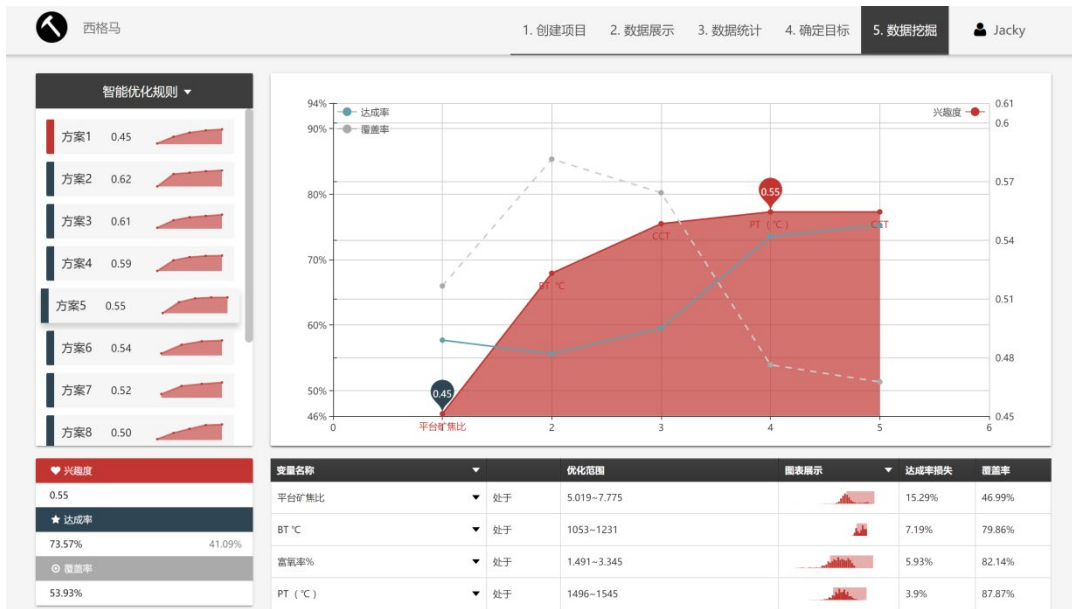 西格马
1. 创建项目 2. 数据展示 3. 数据统计 4. 确定目标 5. 数据挖掘 Jacky
智能优化规则
方案1 0.45
方案2 0.62
方案3 0.61
方案4 0.59
方案5 0.55
方案6 0.54
方案7 0.52
方案8 0.50
达成率
覆盖率
兴趣度
94%
90%
80%
70%
60%
50%
46%
0.61
0.6
0.57
0.54
0.51
0.48
0.45
0.55
0.45
BT ℃
CCT
PT（℃）
CCT
0 平台矿焦比 2 3 4 5 6
兴趣度
0.55
达成率
73.57% 41.09%
覆盖率
53.93%
变量名称 优化范围 图表展示 达成率损失 覆盖率
平台矿焦比 处于 5.019~7.775 15.29% 46.99%
BT ℃ 处于 1053~1231 7.19% 79.86%
富氧率% 处于 1.491~3.345 5.93% 82.14%
PT（℃） 处于 1496~1545 3.9% 87.87%